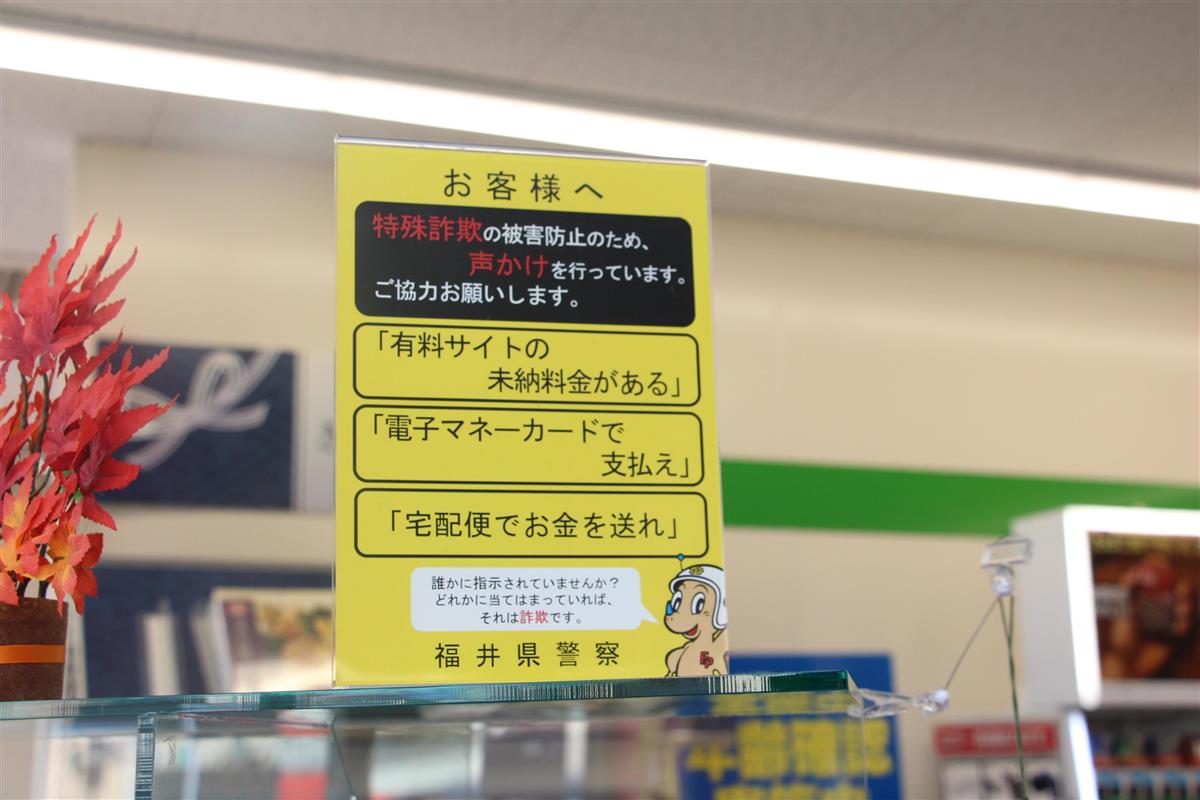 お客様へ
特殊詐欺の被害防止のため、
声かけを行っています。
ご協力お願いします。
「有料サイトの
未納料金がある」
「電子マネーカードで
支払え」
「宅配便でお金を送れ」
誰かに指示されていませんか?
どれかに当てはまっていれば、
それは詐欺です。
FP
福井県警察
年齢確認